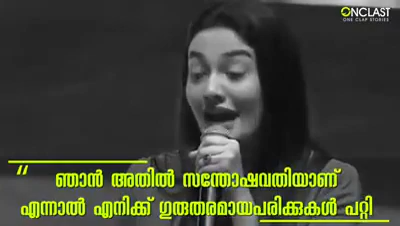 ONCLAST
ONE CLAP STORIES
“ ഞാൻ അതിൽ സന്തോഷവതിയാണ്
എന്നാൽ എനിക്ക് ഗുരുതരമായപരിക്കുകൾ പറ്റി